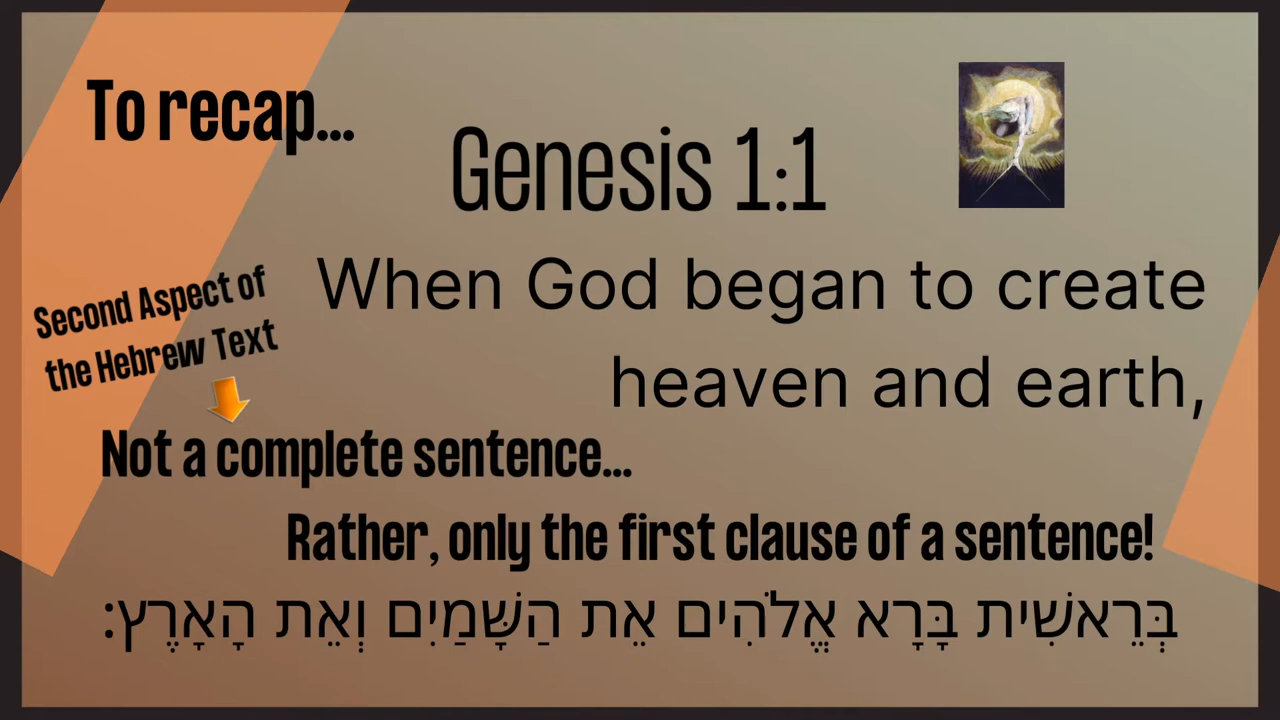 To recap...
Genesis 1:1
When God began to create
heaven and earth,
Second Aspect of
the Hebrew Text
Not a complete sentence...
Rather, only the first clause of a sentence!
בְּרֵאשִׁית בָּרָא אֱלֹהִים אֵת הַשָּׁמַיִם וְאֵת הָאָרֶץ׃